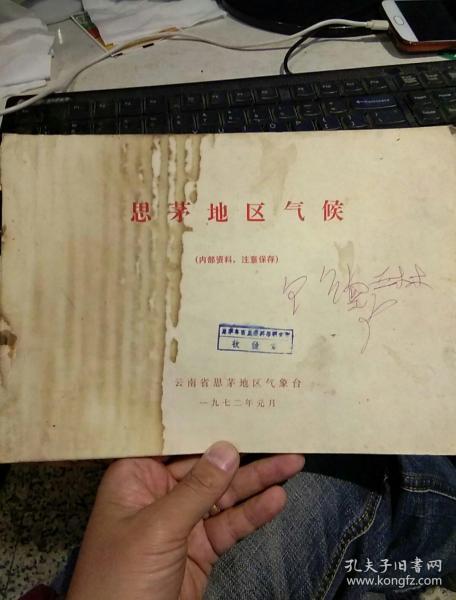 思茅地区气候
(内部资料，注意保存)
云南省思茅地区气象台
一九七二年元月
孔夫子旧书网
www.kongfz.com